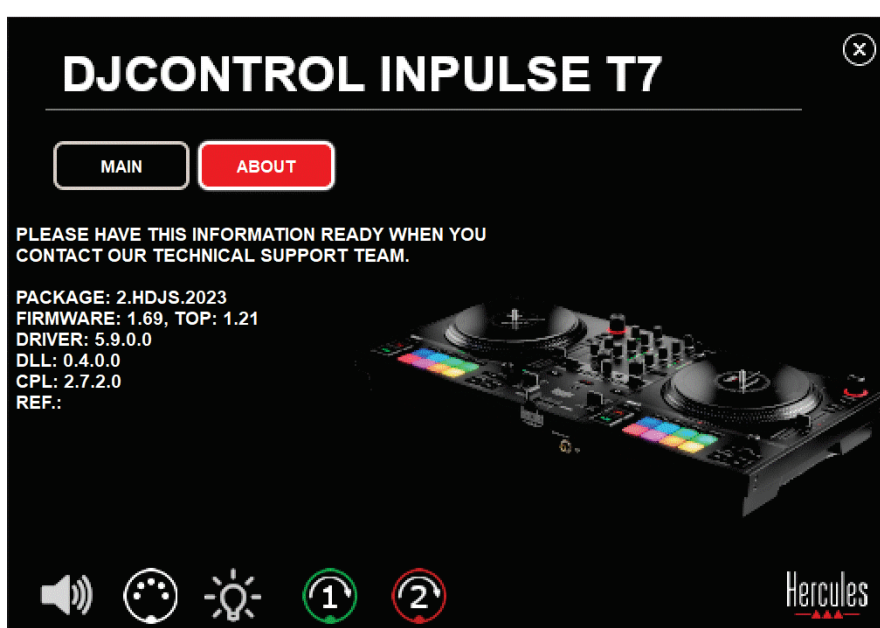 DJCONTROL INPULSE T7
MAIN
ABOUT
PLEASE HAVE THIS INFORMATION READY WHEN YOU
CONTACT OUR TECHNICAL SUPPORT TEAM.
PACKAGE: 2.HDJS.2023
FIRMWARE: 1.69, TOP: 1.21
DRIVER: 5.9.0.0
DLL: 0.4.0.0
CPL: 2.7.2.0
REF.:
1
2
Hercules